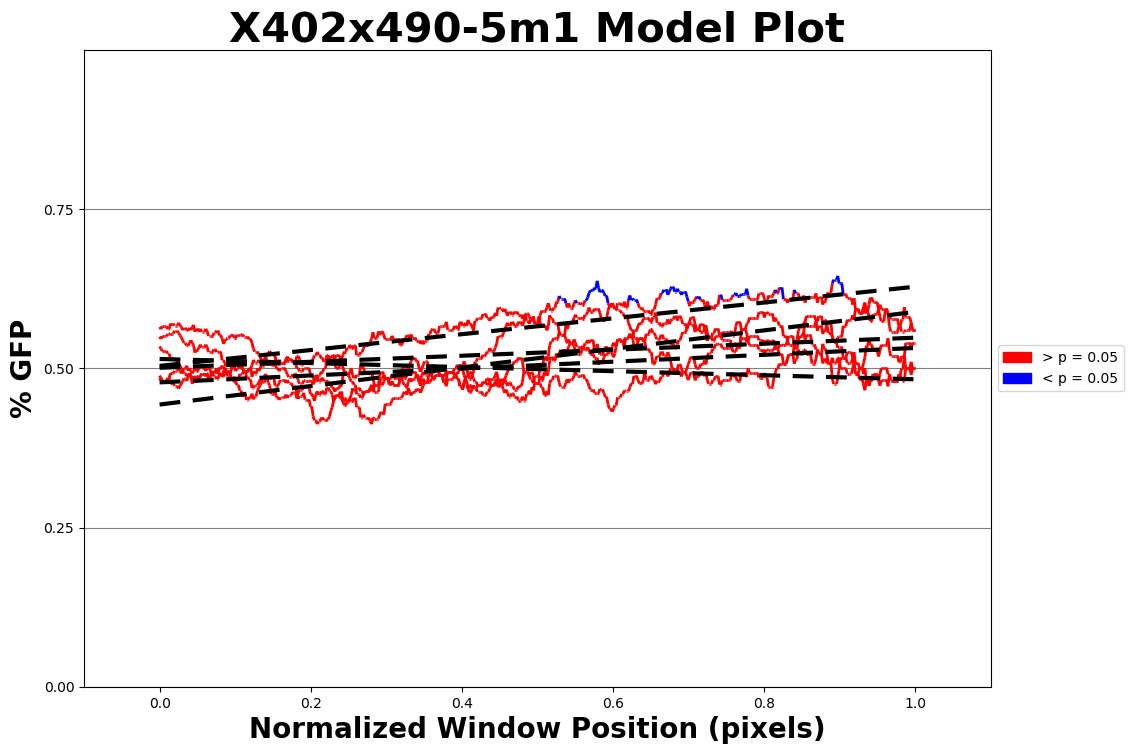 X402x490-5m1 Model Plot
% GFP
0.75
0.50
0.25
0.00
0.0 0.2 0.4 0.6 0.8 1.0
Normalized Window Position (pixels)
> p = 0.05
< p = 0.05